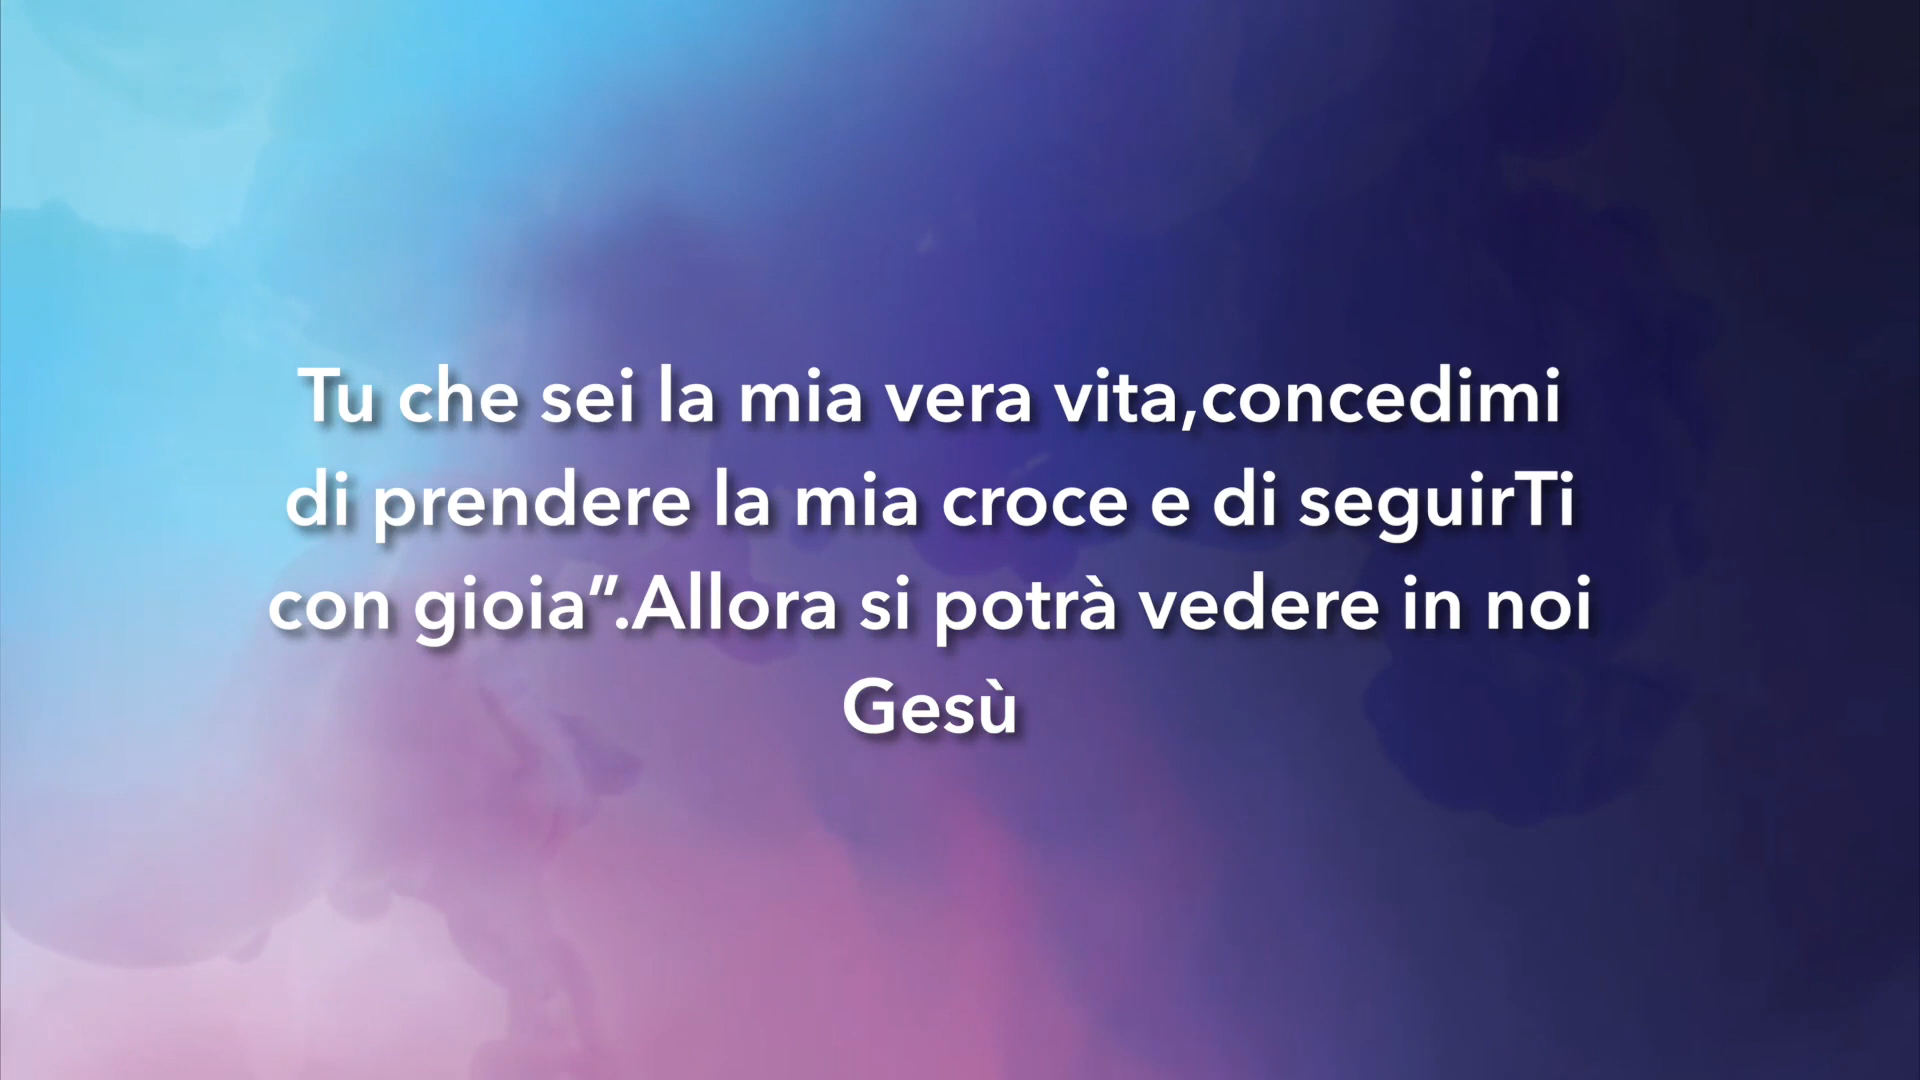 Tu che sei la mia vera vita,concedimi
di prendere la mia croce e di seguirTi
con gioia”.Allora si potrà vedere in noi
Gesù